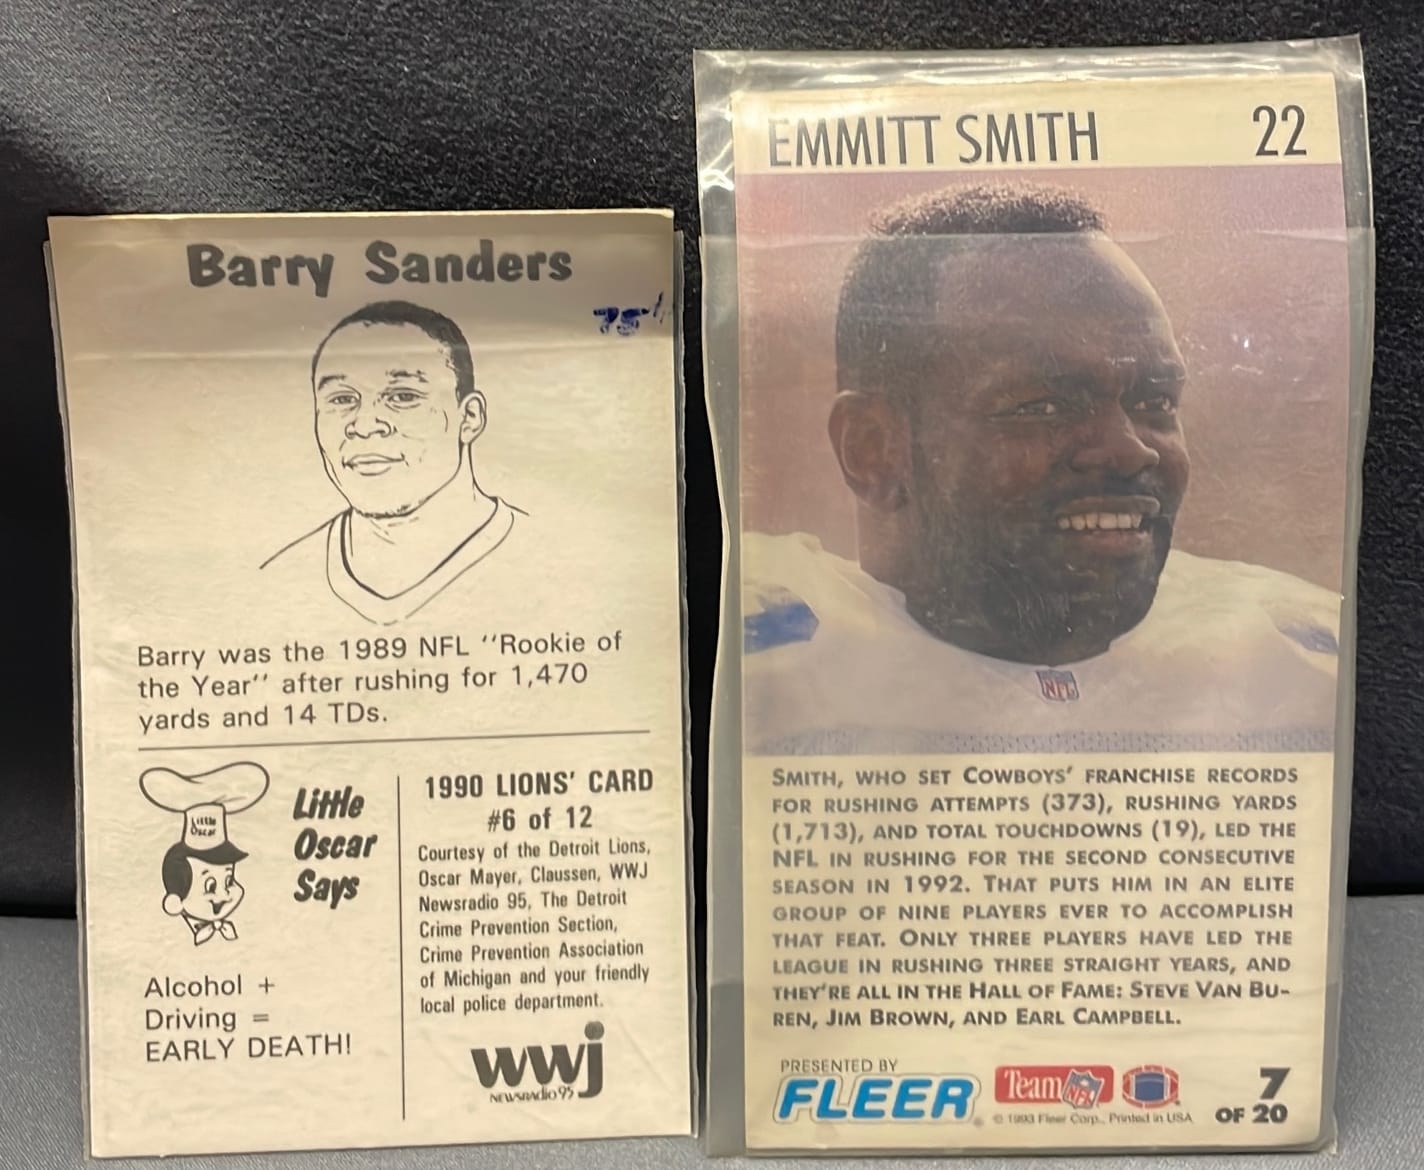 Barry Sanders
75¢
Barry was the 1989 NFL ''Rookie of
the Year'' after rushing for 1,470
yards and 14 TDs.
Little
Oscar
Little
Oscar
Says
Alcohol +
Driving =
EARLY DEATH!
1990 LIONS' CARD
#6 of 12
Courtesy of the Detroit Lions,
Oscar Mayer, Claussen, WWJ
Newsradio 95, The Detroit
Crime Prevention Section,
Crime Prevention Association
of Michigan and your friendly
local police department.
wwj
NEWSRAdio 95
EMMITT SMITH 22
NFL
SMITH, WHO SET COWBOYS' FRANCHISE RECORDS
FOR RUSHING ATTEMPTS (373), RUSHING YARDS
(1,713), AND TOTAL TOUCHDOWNS (19), LED THE
NFL IN RUSHING FOR THE SECOND CONSECUTIVE
SEASON IN 1992. THAT PUTS HIM IN AN ELITE
GROUP OF NINE PLAYERS EVER TO ACCOMPLISH
THAT FEAT. ONLY THREE PLAYERS HAVE LED THE
LEAGUE IN RUSHING THREE STRAIGHT YEARS, AND
THEY'RE ALL IN THE HALL OF FAME: STEVE VAN BU-
REN, JIM BROWN, AND EARL CAMPBELL.
PRESENTED BY
FLEER
Team NFL
© 1993 Fleer Corp., Printed in USA
7
OF 20